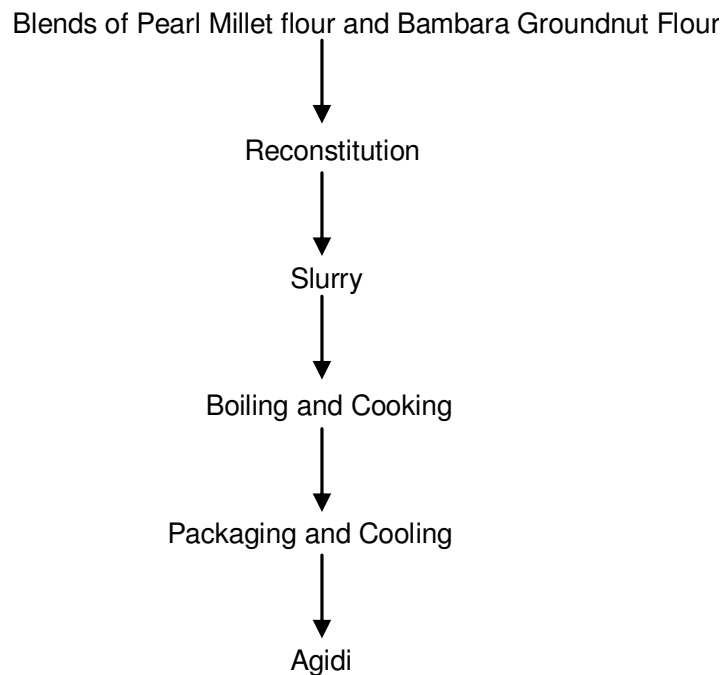 Blends of Pearl Millet flour and Bambara Groundnut Flour
Reconstitution
Slurry
Boiling and Cooking
Packaging and Cooling
Agidi